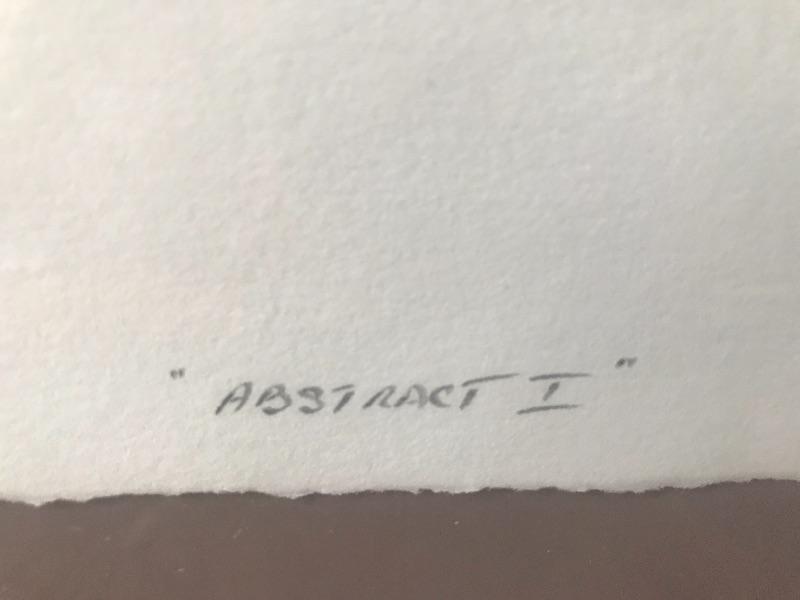 " ABSTRACT I "